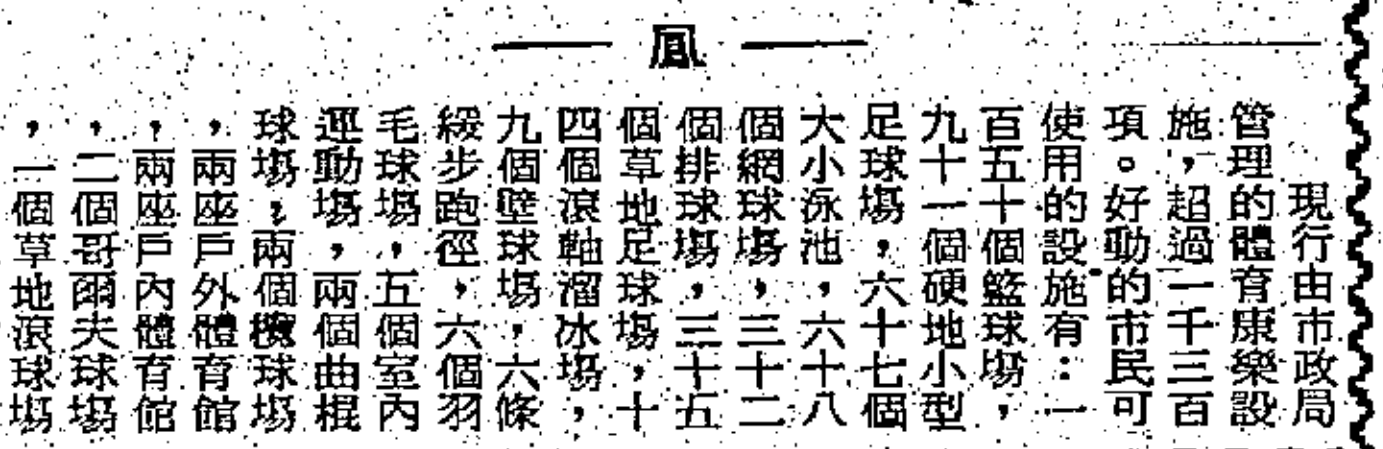 鳳
現行由市政局
管理的體育康樂設
施，超過一千三百
項。好動的市民可
使用的設施有：一
百五十個籃球場，
九十一個硬地小型
足球場，六十七個
大小泳池，六十八
個網球場，三十二
個排球場，三十五
個草地足球場，十
四個滾軸溜冰場，
九個壁球場，六條
緩步跑徑，六個羽
毛球場，五個室內
運動場，兩個曲棍
球場，兩個欖球場
，兩座戶外體育館
，兩座戶內體育館
，二個哥爾夫球場
，一個草地滾球場